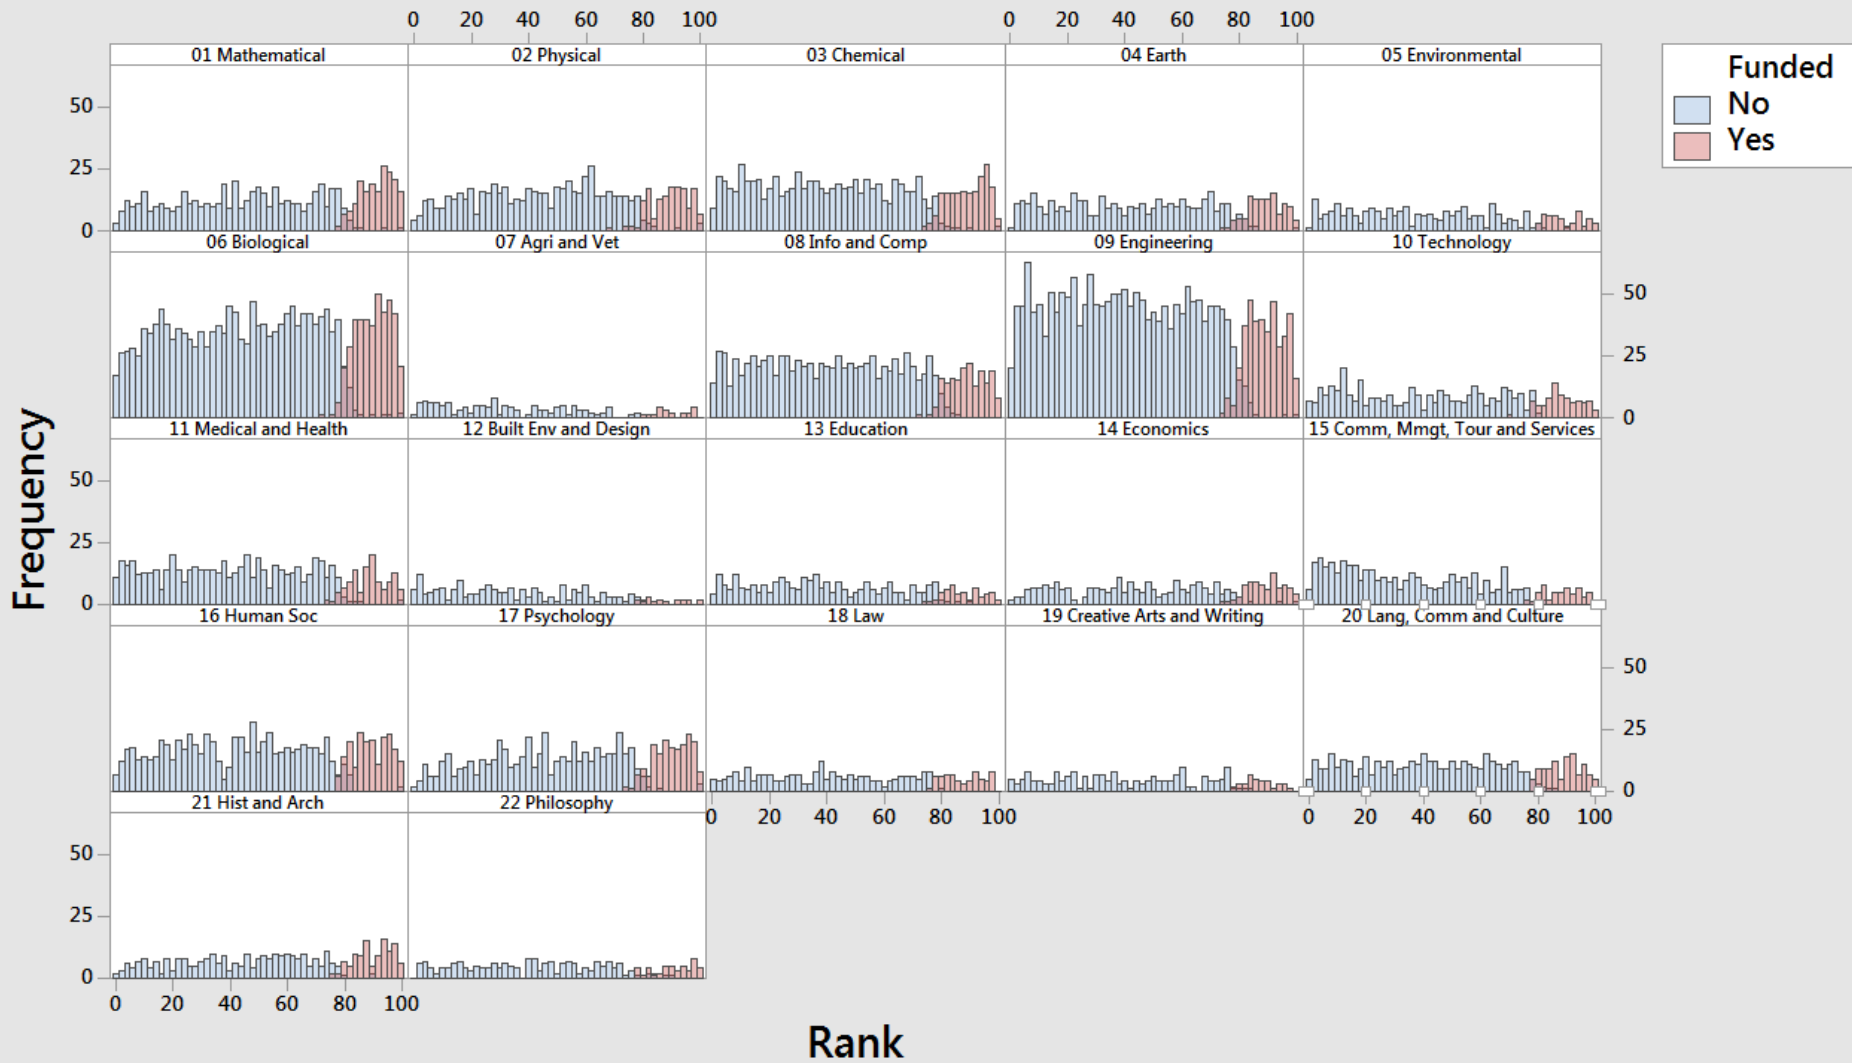 0 20 40 60 80 100 0 20 40 60 80 100
01 Mathematical 02 Physical 03 Chemical 04 Earth 05 Environmental
Funded
No
Yes
50
25
0
06 Biological 07 Agri and Vet 08 Info and Comp 09 Engineering 10 Technology
50
25
0
11 Medical and Health 12 Built Env and Design 13 Education 14 Economics 15 Comm, Mmgt, Tour and Services
50
25
0
16 Human Soc 17 Psychology 18 Law 19 Creative Arts and Writing 20 Lang, Comm and Culture
50
25
0
21 Hist and Arch 22 Philosophy
0 20 40 60 80 100 0 20 40 60 80 100
50
25
0
0 20 40 60 80 100
Frequency
Rank